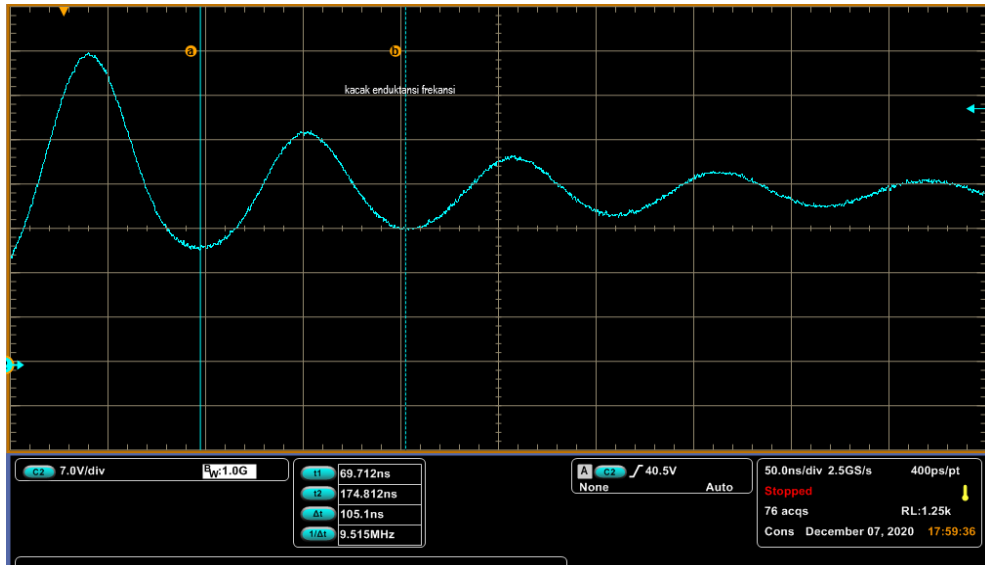 a
b
kacak enduktansi frekansi
C2 7.0V/div BW:1.0G
t1 69.712ns
t2 174.812ns
Δt 105.1ns
1/Δt 9.515MHz
A C2 40.5V
None Auto
50.0ns/div 2.5GS/s 400ps/pt
Stopped
76 acqs RL:1.25k
Cons December 07, 2020 17:59:36